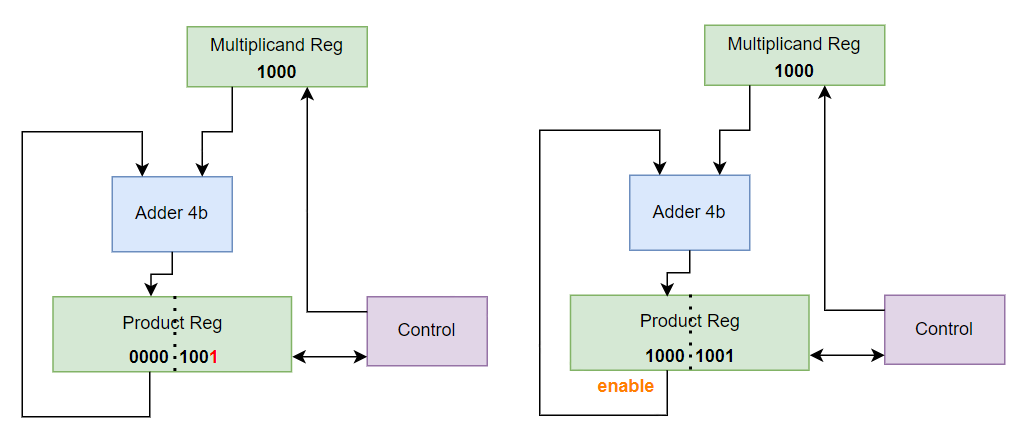 Multiplicand Reg
1000
Adder 4b
Product Reg
0000 1001
Control
Multiplicand Reg
1000
Adder 4b
Product Reg
1000 1001
enable
Control